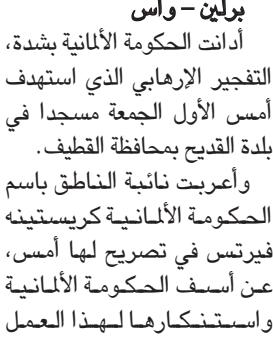 برلين – واس
أدانت الحكومة الألمانية بشدة،
التفجير الإرهابي الذي استهدف
أمس الأول الجمعة مسجدا في
بلدة القديح بمحافظة القطيف.
وأعربت نائبة الناطق باسم
الحكومة الألمانية كريستينه
فيرتس في تصريح لها أمس،
عن أسف الحكومة الألمانية
واستنكارها لهذا العمل